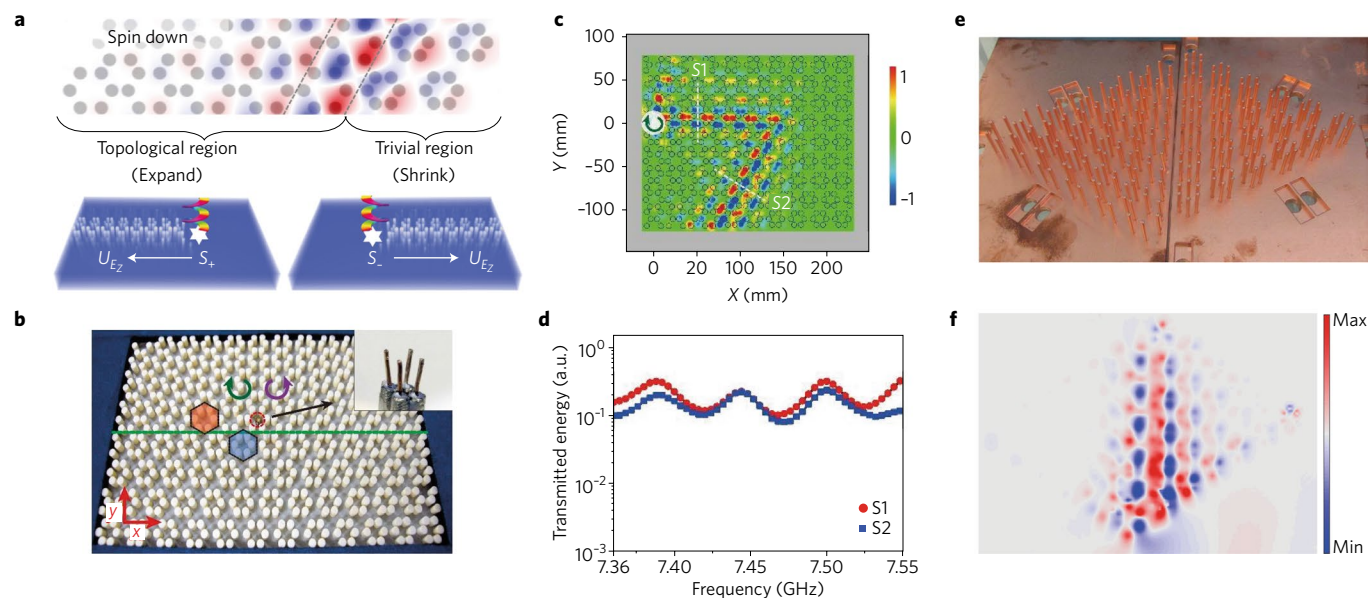 a
Spin down
Topological region
(Expand)
Trivial region
(Shrink)
U_{E_Z}
S_+
S_−
U_{E_Z}
b
y
x
c
100
50
0
−50
−100
Y (mm)
0
20
100
100
200
X (mm)
S1
S2
1
0
−1
d
10^0
10^{-1}
10^{-2}
10^{-3}
Transmitted energy (a.u.)
S1
S2
7.36
7.40
7.45
7.50
7.55
Frequency (GHz)
e
f
Max
Min